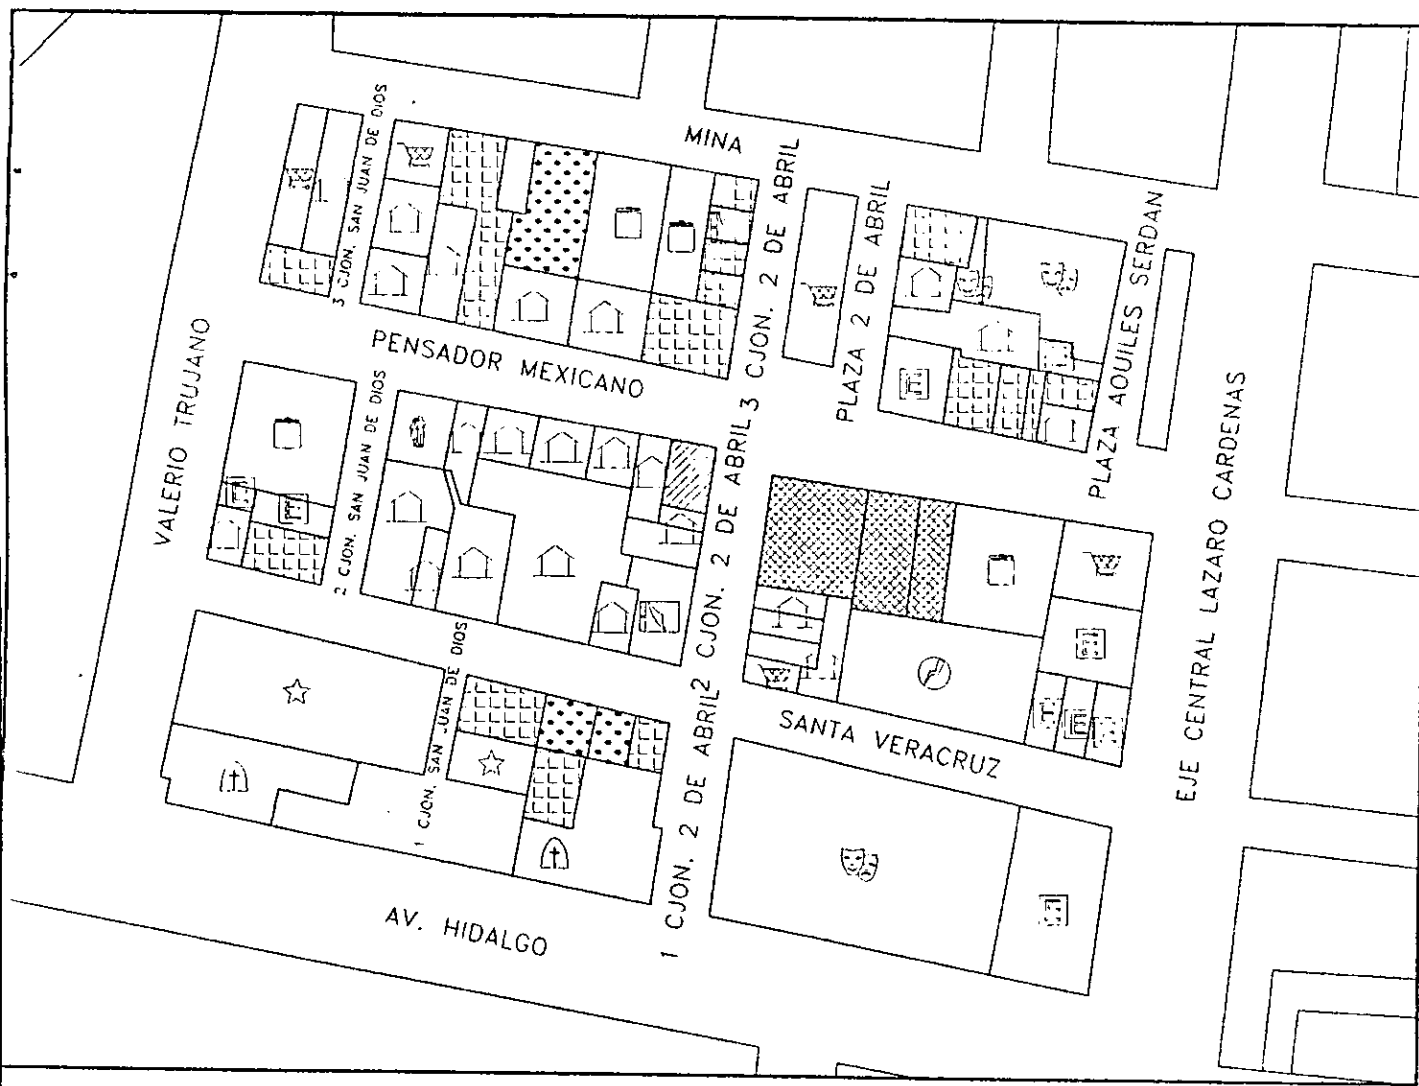 MINA
3 CJON. SAN JUAN DE DIOS
3 CJON. 2 DE ABRIL
PLAZA 2 DE ABRIL
PLAZA AQUILES SERDAN
VALERIO TRUJANO
PENSADOR MEXICANO
2 CJON. SAN JUAN DE DIOS
2 CJON. 2 DE ABRIL
EJE CENTRAL LAZARO CARDENAS
1 CJON. SAN JUAN DE DIOS
SANTA VERACRUZ
1 CJON. 2 DE ABRIL
AV. HIDALGO